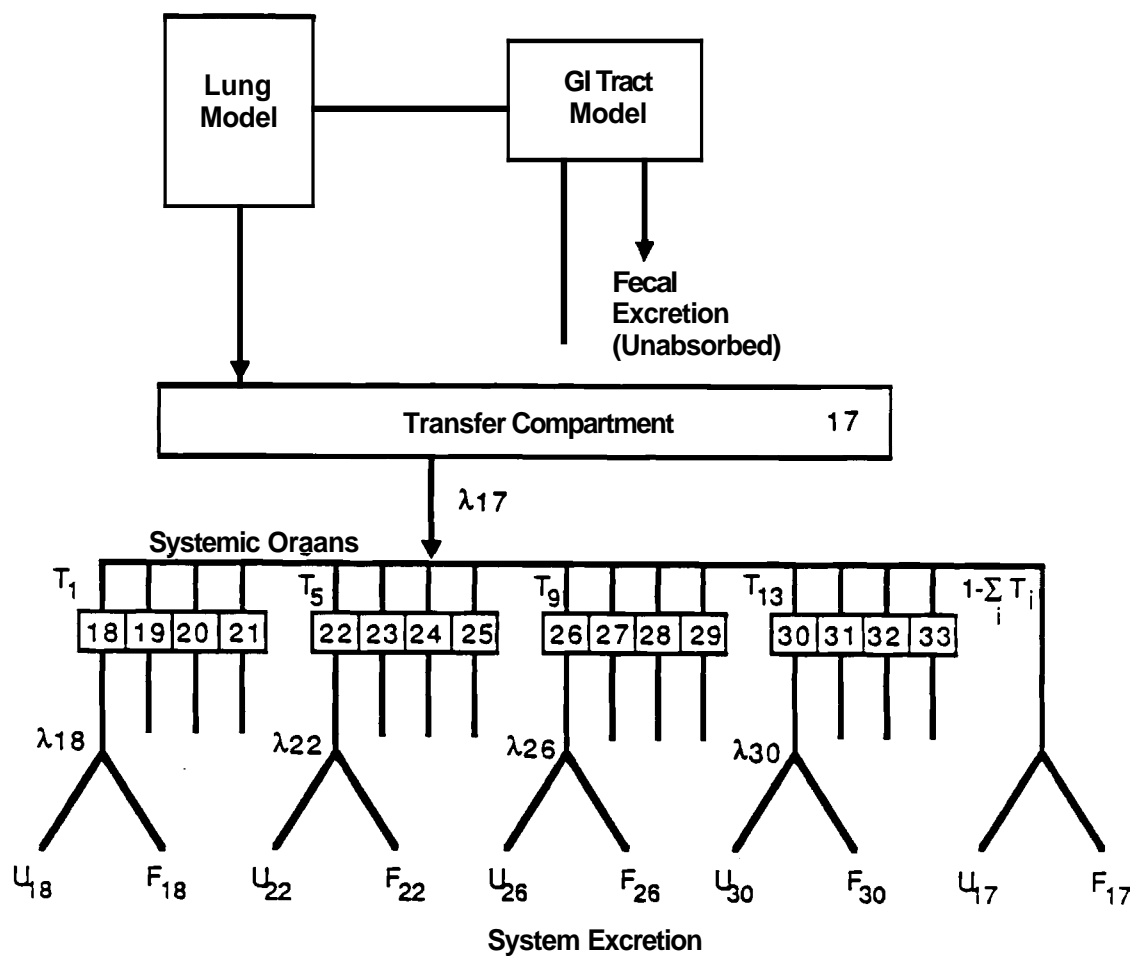 Lung
Model
GI Tract
Model
Fecal
Excretion
(Unabsorbed)
Transfer Compartment 17
λ17
Systemic Oraans
T1 T5 T9 T13 1-Σi Ti
18 19 20 21 22 23 24 25 26 27 28 29 30 31 32 33
λ18 λ22 λ26 λ30
U18 F18 U22 F22 U26 F26 U30 F30 U17 F17
System Excretion